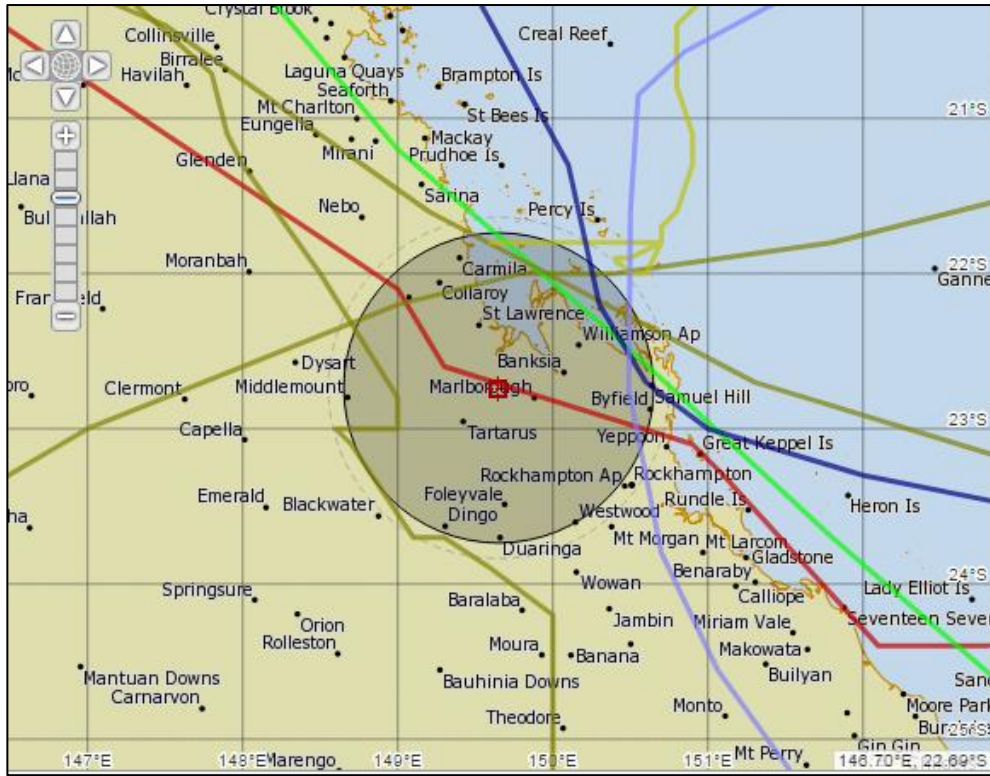 Crystal Brook
Collinsville
Creal Reef
Birralee
Havilah
Laguna Quays
Brampton Is
Seaforth
Mt Charlton
St Bees Is
21°S
Eungella
Mackay
Mirani
Prudhoe Is
Glenden
Sarina
Nebo
Percy Is
Moranbah
Carmila
22°S
Collaroy
St Lawrence
Williamson Ap
Banksia
Dysart
Clermont
Middlemount
Marlborough
Byfield
Samuel Hill
Capella
Tartarus
Yeppoon
23°S
Great Keppel Is
Rockhampton Ap
Rockhampton
Emerald
Blackwater
Foleyvale
Rundle Is
Heron Is
Dingo
Westwood
Mt Morgan
Mt Larcom
Duaringa
Gladstone
Benaraby
24°S
Springsure
Wowan
Calliope
Lady Elliot Is
Baralaba
Orion
Jambin
Miriam Vale
Rolleston
Moura
Banana
Makowata
Mantuan Downs
Bauhinia Downs
Builyan
Carnarvon
Theodore
Monto
Moore Park
25°S
Gin Gin
Marengo
Mt Perry
147°E
148°E
149°E
150°E
151°E
146.70°E, 22.69°S